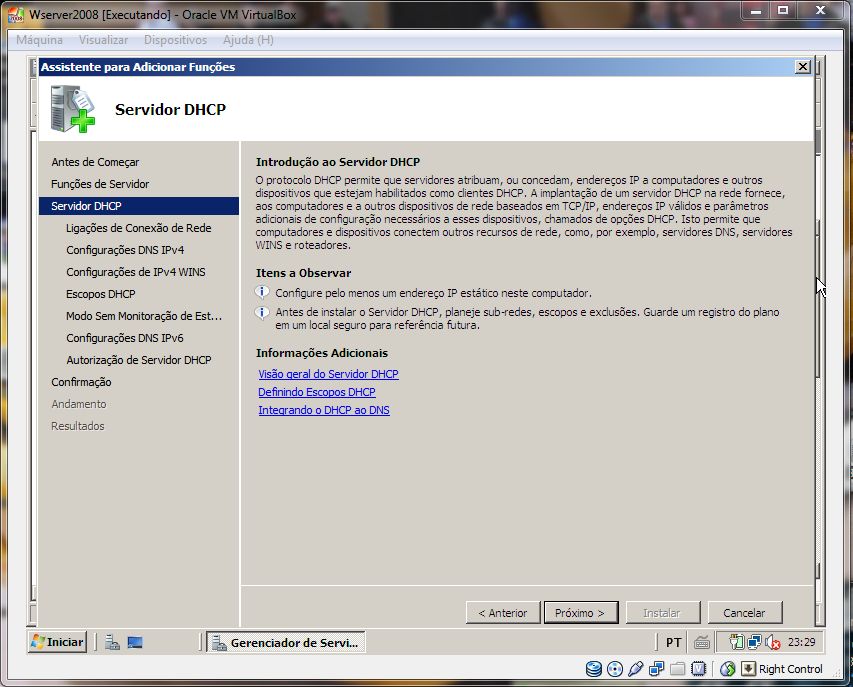 Wserver2008 [Executando] - Oracle VM VirtualBox
Máquina Visualizar Dispositivos Ajuda (H)
Assistente para Adicionar Funções
Servidor DHCP
Antes de Começar
Funções de Servidor
Servidor DHCP
Ligações de Conexão de Rede
Configurações DNS IPv4
Configurações de IPv4 WINS
Escopos DHCP
Modo Sem Monitoração de Est...
Configurações DNS IPv6
Autorização de Servidor DHCP
Confirmação
Andamento
Resultados
Introdução ao Servidor DHCP
O protocolo DHCP permite que servidores atribuam, ou concedam, endereços IP a computadores e outros
dispositivos que estejam habilitados como clientes DHCP. A implantação de um servidor DHCP na rede fornece,
aos computadores e a outros dispositivos de rede baseados em TCP/IP, endereços IP válidos e parâmetros
adicionais de configuração necessários a esses dispositivos, chamados de opções DHCP. Isto permite que
computadores e dispositivos conectem outros recursos de rede, como, por exemplo, servidores DNS, servidores
WINS e roteadores.
Itens a Observar
Configure pelo menos um endereço IP estático neste computador.
Antes de instalar o Servidor DHCP, planeje sub-redes, escopos e exclusões. Guarde um registro do plano
em um local seguro para referência futura.
Informações Adicionais
Visão geral do Servidor DHCP
Definindo Escopos DHCP
Integrando o DHCP ao DNS
< Anterior Próximo > Instalar Cancelar
Iniciar Gerenciador de Servi... PT 23:29
Right Control